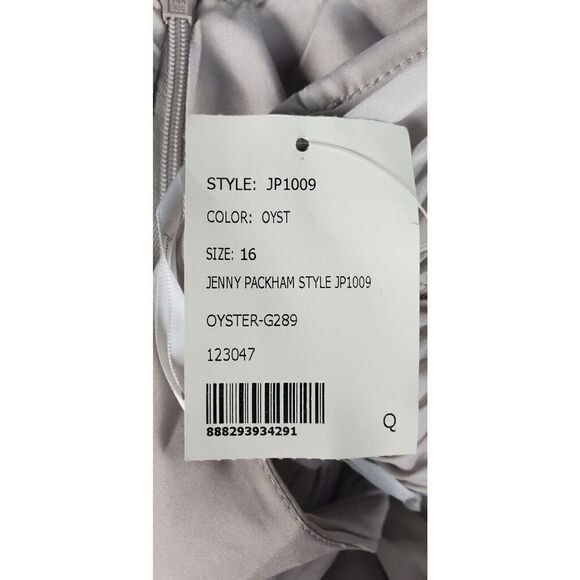 STYLE: JP1009
COLOR: OYST
SIZE: 16
JENNY PACKHAM STYLE JP1009
OYSTER-G289
123047
888293934291
Q